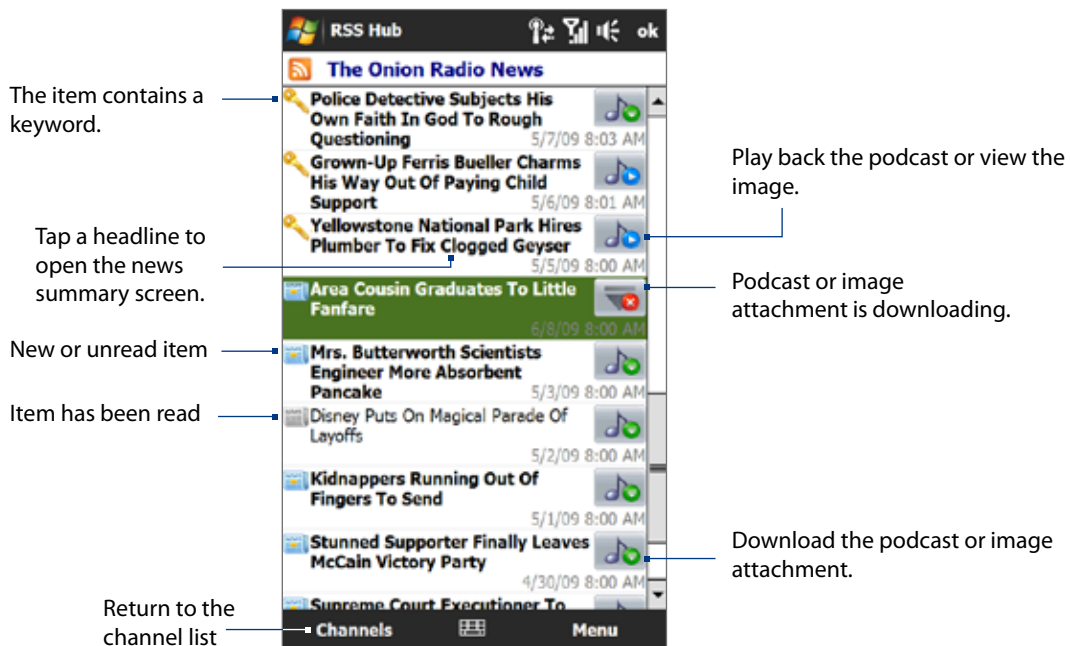 RSS Hub
ok
The Onion Radio News
The item contains a
keyword.
Police Detective Subjects His
Own Faith In God To Rough
Questioning
5/7/09 8:03 AM
Grown-Up Ferris Bueller Charms
His Way Out Of Paying Child
Support
5/6/09 8:01 AM
Play back the podcast or view the
image.
Yellowstone National Park Hires
Plumber To Fix Clogged Geyser
5/5/09 8:00 AM
Tap a headline to
open the news
summary screen.
Area Cousin Graduates To Little
Fanfare
6/8/09 8:00 AM
Podcast or image
attachment is downloading.
New or unread item
Mrs. Butterworth Scientists
Engineer More Absorbent
Pancake
5/3/09 8:00 AM
Item has been read
Disney Puts On Magical Parade Of
Layoffs
5/2/09 8:00 AM
Kidnappers Running Out Of
Fingers To Send
5/1/09 8:00 AM
Stunned Supporter Finally Leaves
McCain Victory Party
4/30/09 8:00 AM
Download the podcast or image
attachment.
Supreme Court Executioner To
Return to the
channel list
Channels
Menu